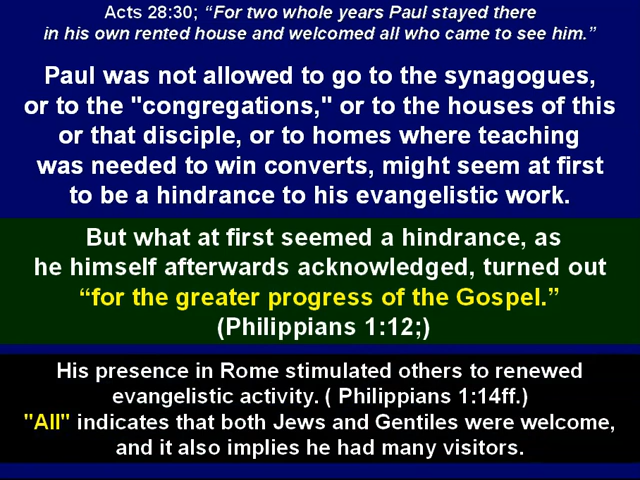 Acts 28:30; “For two whole years Paul stayed there
in his own rented house and welcomed all who came to see him.”
Paul was not allowed to go to the synagogues,
or to the "congregations," or to the houses of this
or that disciple, or to homes where teaching
was needed to win converts, might seem at first
to be a hindrance to his evangelistic work.
But what at first seemed a hindrance, as
he himself afterwards acknowledged, turned out
“for the greater progress of the Gospel.”
(Philippians 1:12;)
His presence in Rome stimulated others to renewed
evangelistic activity. ( Philippians 1:14ff.)
"All" indicates that both Jews and Gentiles were welcome,
and it also implies he had many visitors.